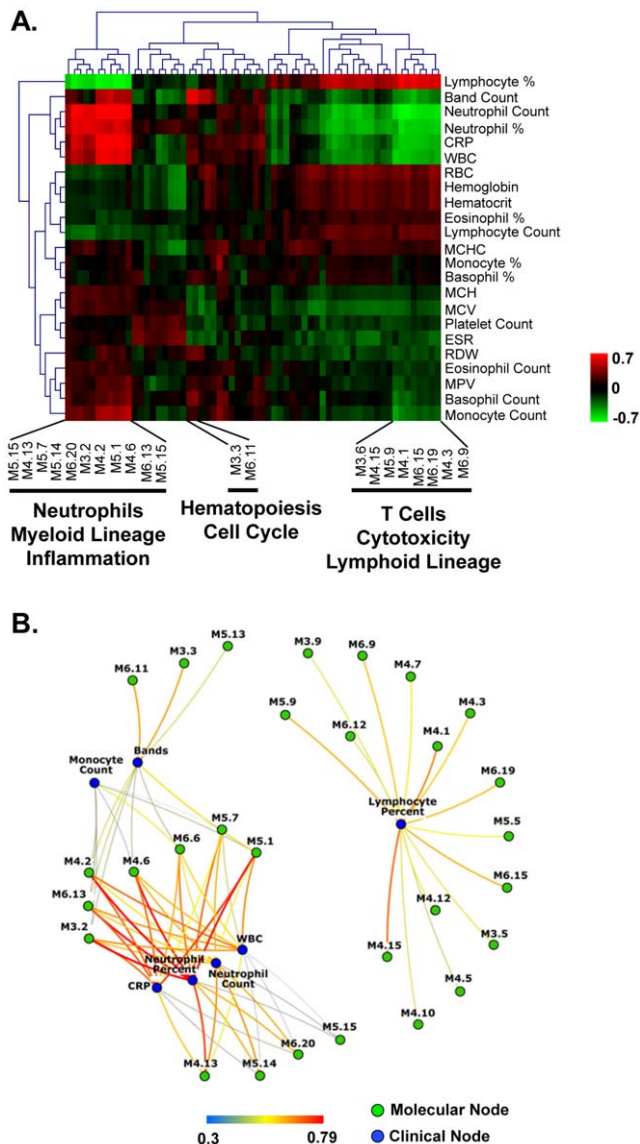 A.
Lymphocyte %
Band Count
Neutrophil Count
Neutrophil %
CRP
WBC
RBC
Hemoglobin
Hematocrit
Eosinophil %
Lymphocyte Count
MCHC
Monocyte %
Basophil %
MCH
MCV
Platelet Count
ESR
RDW
Eosinophil Count
MPV
Basophil Count
Monocyte Count
0.7
0
-0.7
M5.15
M4.13
M5.7
M5.14
M6.20
M3.2
M4.2
M5.1
M4.6
M6.13
M5.15
M3.3
M6.11
M3.6
M4.15
M5.9
M4.1
M6.15
M6.19
M4.3
M6.9
Neutrophils
Myeloid Lineage
Inflammation
Hematopoiesis
Cell Cycle
T Cells
Cytotoxicity
Lymphoid Lineage
B.
M5.13
M3.3
M6.11
Bands
Monocyte
Count
M5.7
M6.6
M5.1
M4.2
M4.6
M6.13
M3.2
WBC
Neutrophil
Percent
Neutrophil
Count
CRP
M5.15
M6.20
M4.13
M5.14
M3.9
M6.9
M4.7
M5.9
M4.3
M6.12
M4.1
M6.19
Lymphocyte
Percent
M5.5
M6.15
M4.12
M3.5
M4.15
M4.5
M4.10
0.3
0.79
Molecular Node
Clinical Node